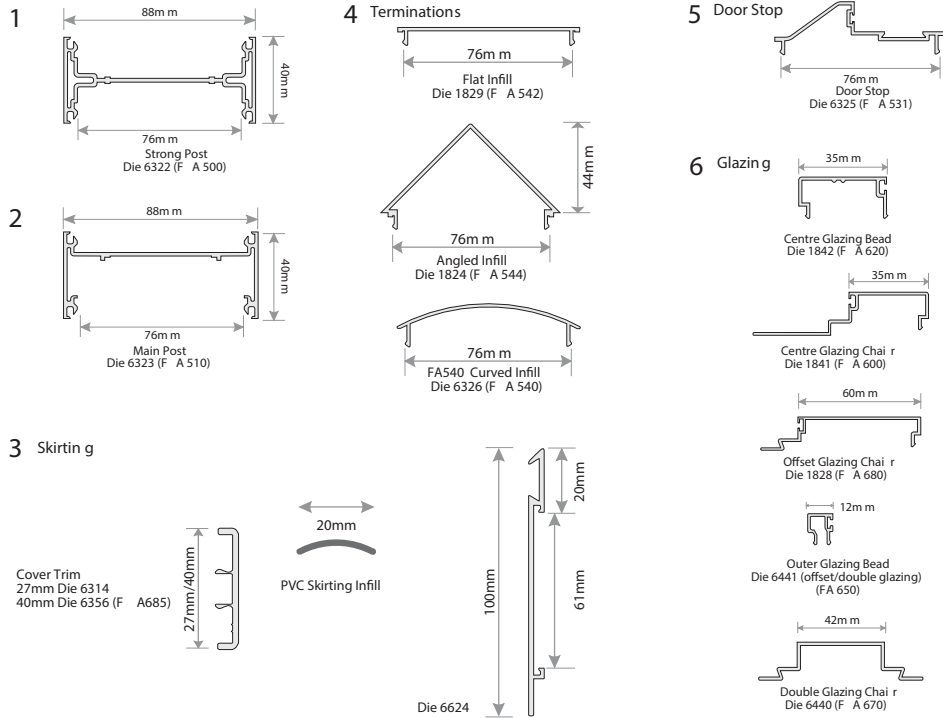 1
88m m
40m m
76m m
Strong Post
Die 6322 (F A 500)
2
88m m
40m m
76m m
Main Post
Die 6323 (F A 510)
3 Skirtin g
Cover Trim
27mm Die 6314
40mm Die 6356 (F A685)
27mm/40mm
20mm
PVC Skirting Infill
100mm
20mm
61mm
Die 6624
4 Terminations
76m m
Flat Infill
Die 1829 (F A 542)
44m m
76m m
Angled Infill
Die 1824 (F A 544)
76m m
FA540 Curved Infill
Die 6326 (F A 540)
5 Door Stop
76m m
Door Stop
Die 6325 (F A 531)
6 Glazin g
35m m
Centre Glazing Bead
Die 1842 (F A 620)
35m m
Centre Glazing Chai r
Die 1841 (F A 600)
60m m
Offset Glazing Chai r
Die 1828 (F A 680)
12m m
Outer Glazing Bead
Die 6441 (offset/double glazing)
(FA 650)
42m m
Double Glazing Chai r
Die 6440 (F A 670)